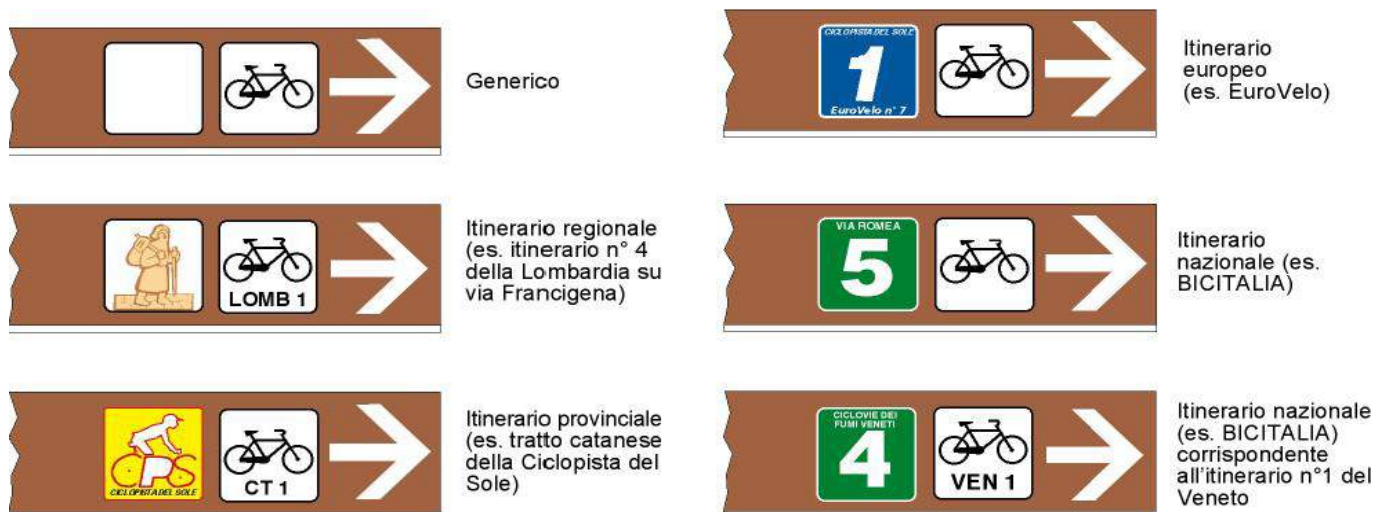 Generico
CICLOPISTA DEL SOLE
1
EuroVelo n° 7
Itinerario
europeo
(es. EuroVelo)
LOMB 1
Itinerario regionale
(es. itinerario n° 4
della Lombardia su
via Francigena)
VIA ROMEA
5
Itinerario
nazionale (es.
BICITALIA)
CPS
CICLOPISTA DEL SOLE
CT 1
Itinerario provinciale
(es. tratto catanese
della Ciclopista del
Sole)
CICLOVIE DEI
FUMI VENETI
4
VEN 1
Itinerario nazionale
(es. BICITALIA)
corrispondente
all'itinerario n°1 del
Veneto